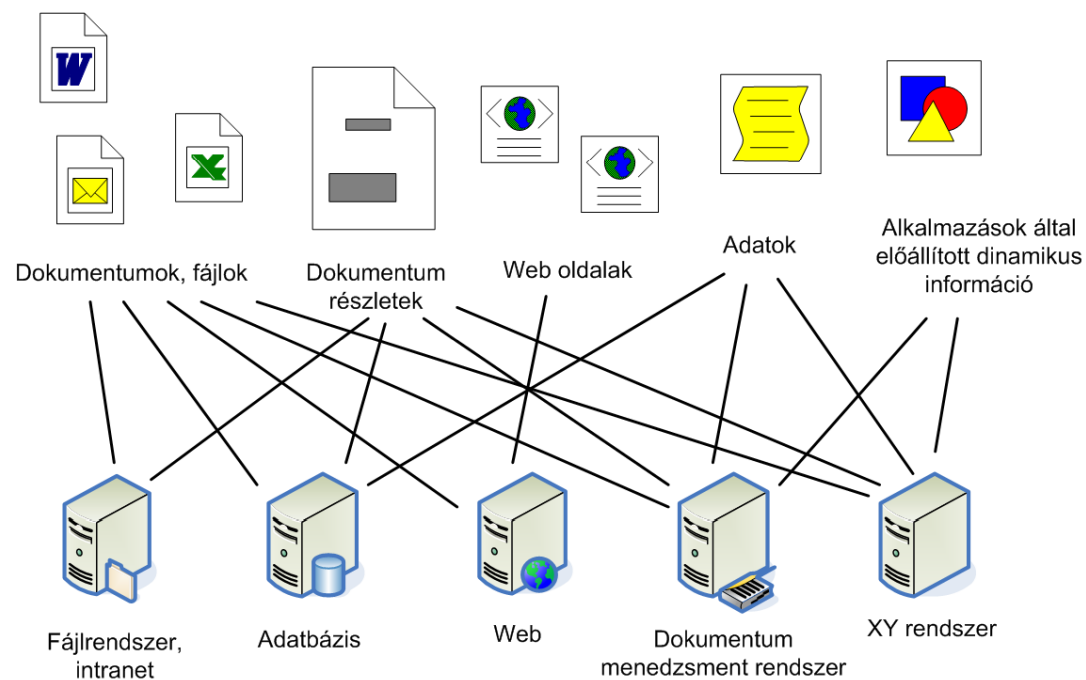 W
X
Dokumentumok, fájlok
Dokumentum
részletek
Web oldalak
Adatok
Alkalmazások által
előállított dinamikus
információ
Fájlrendszer,
intranet
Adatbázis
Web
Dokumentum
menedzsment rendszer
XY rendszer